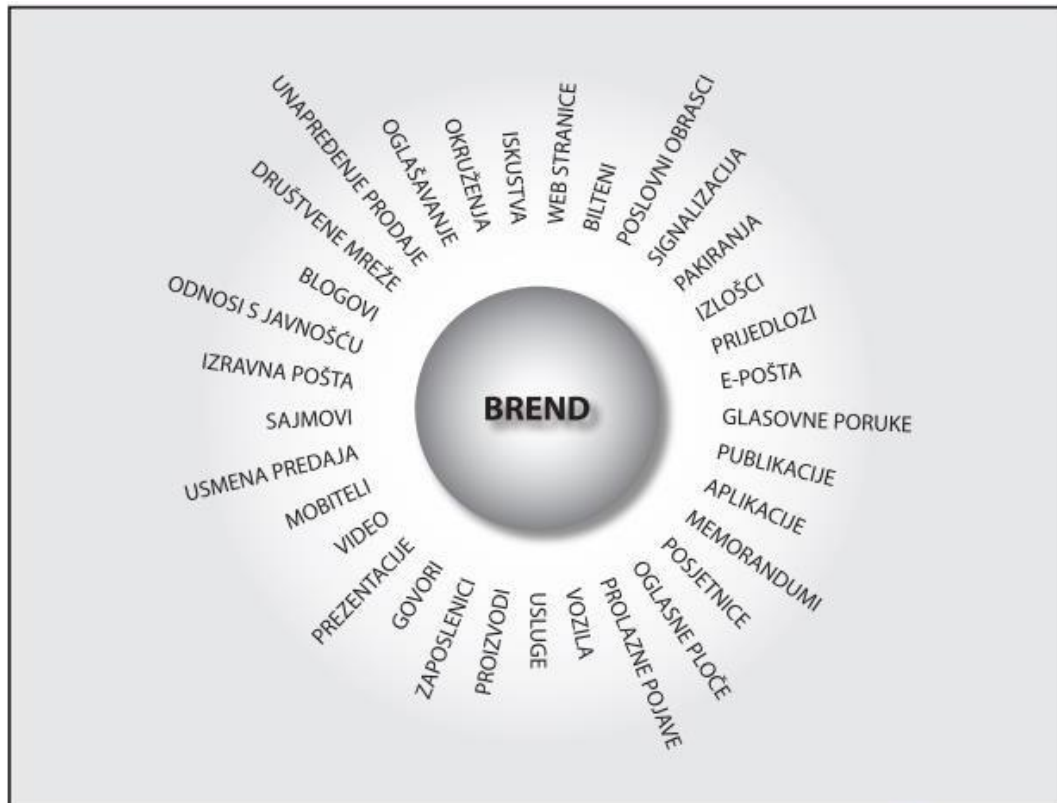 BREND
WEB STRANICE
BILTENI
POSLOVNI OBRASCI
SIGNALIZACIJA
PAKIRANJA
IZLOŠCI
PRIJEDLOZI
E-POŠTA
GLASOVNE PORUKE
PUBLIKACIJE
APLIKACIJE
MEMORANDUMI
POSJETNICE
OGLASNE PLOČE
PROLAZNE POJAVE
VOZILA
USLUGE
PROIZVODI
ZAPOSLENICI
GOVORI
PREZENTACIJE
VIDEO
MOBITELI
USMENA PREDAJA
SAJMOVI
IZRAVNA POŠTA
ODNOSI S JAVNOŠĆU
BLOGOVI
DRUŠTVENE MREŽE
UNAPREĐENJE PRODAJE
OGLAŠAVANJE
OKRUŽENJA
ISKUSTVA